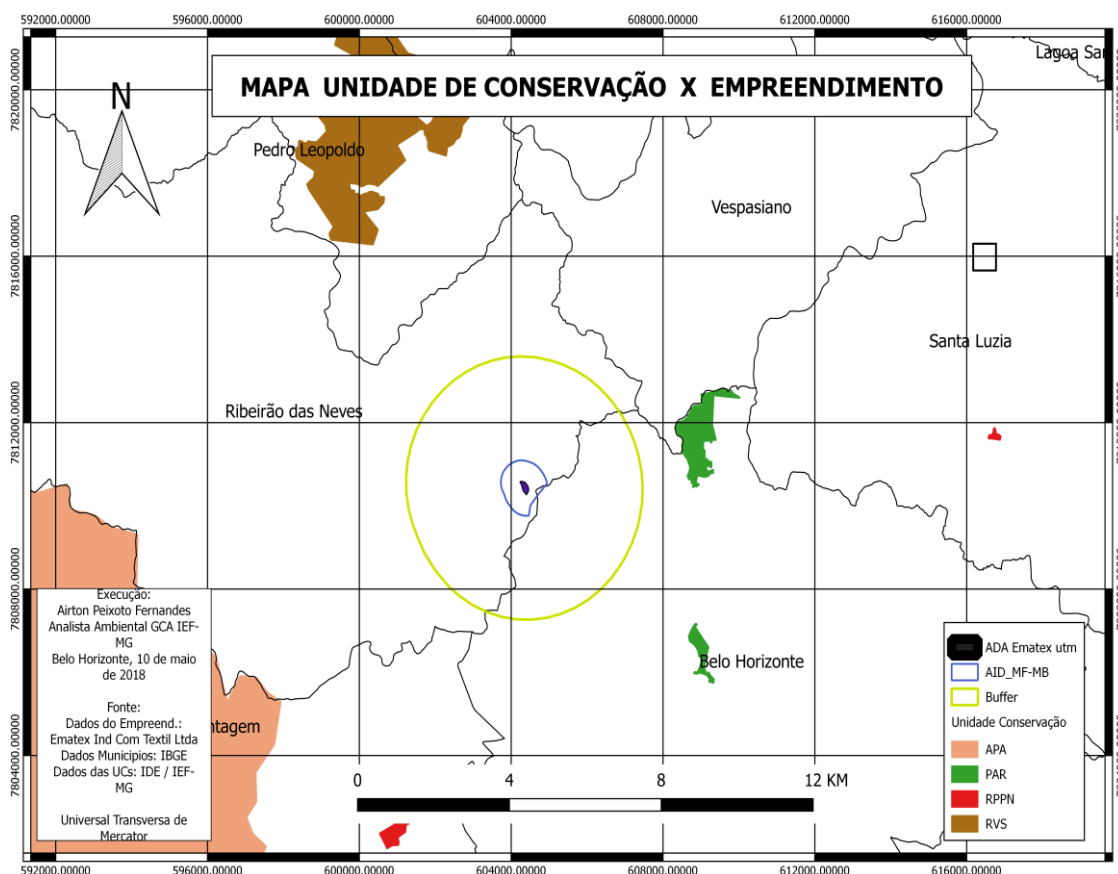 592000.00000 596000.00000 600000.00000 604000.00000 608000.00000 612000.00000 616000.00000
Lagoa San
MAPA UNIDADE DE CONSERVAÇÃO X EMPREENDIMENTO
N
7820000.00000
Pedro Leopoldo
Vespasiano
7816000.00000
Santa Luzia
Ribeirão das Neves
7812000.00000
7808000.00000
Execução:
Airton Peixoto Fernandes
Analista Ambiental GCA IEF-
MG
Belo Horizonte, 10 de maio
de 2018
Fonte:
Dados do Empreend.:
Ematex Ind Com Textil Ltda
Dados Municipios: IBGE
Dados das UCs: IDE / IEF-
MG
Universal Transversa de
Mercator
ntagem
Belo Horizonte
7804000.00000
0 4 8 12 KM
ADA Ematex utm
AID_MF-MB
Buffer
Unidade Conservação
APA
PAR
RPPN
RVS
592000.00000 596000.00000 600000.00000 604000.00000 608000.00000 612000.00000 616000.00000